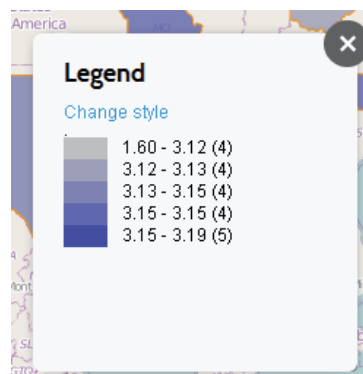 America
Legend
Change style
1.60 - 3.12 (4)
3.12 - 3.13 (4)
3.13 - 3.15 (4)
3.15 - 3.15 (4)
3.15 - 3.19 (5)